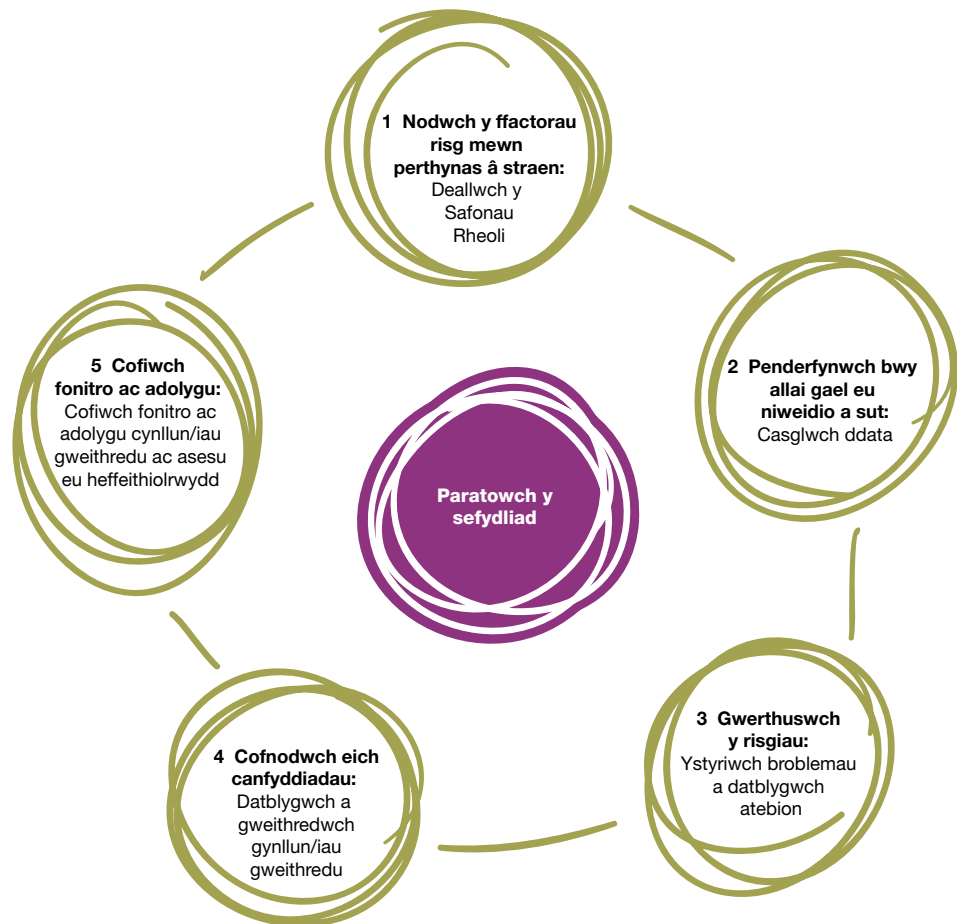 1 Nodwch y ffactorau
risg mewn
perthynas â straen:
Deallwch y
Safonau
Rheoli
2 Penderfynwch bwy
allai gael eu
niweidio a sut:
Casglwch ddata
3 Gwerthuswch
y risgiau:
Ystyriwch broblemau
a datblygwch
atebion
4 Cofnodwch eich
canfyddiadau:
Datblygwch a
gweithredwch
gynllun/iau
gweithredu
5 Cofiwch
fonitro ac adolygu:
Cofiwch fonitro ac
adolygu cynllun/iau
gweithredu ac asesu
eu heffeithiolrwydd
Paratowch y
sefydliad